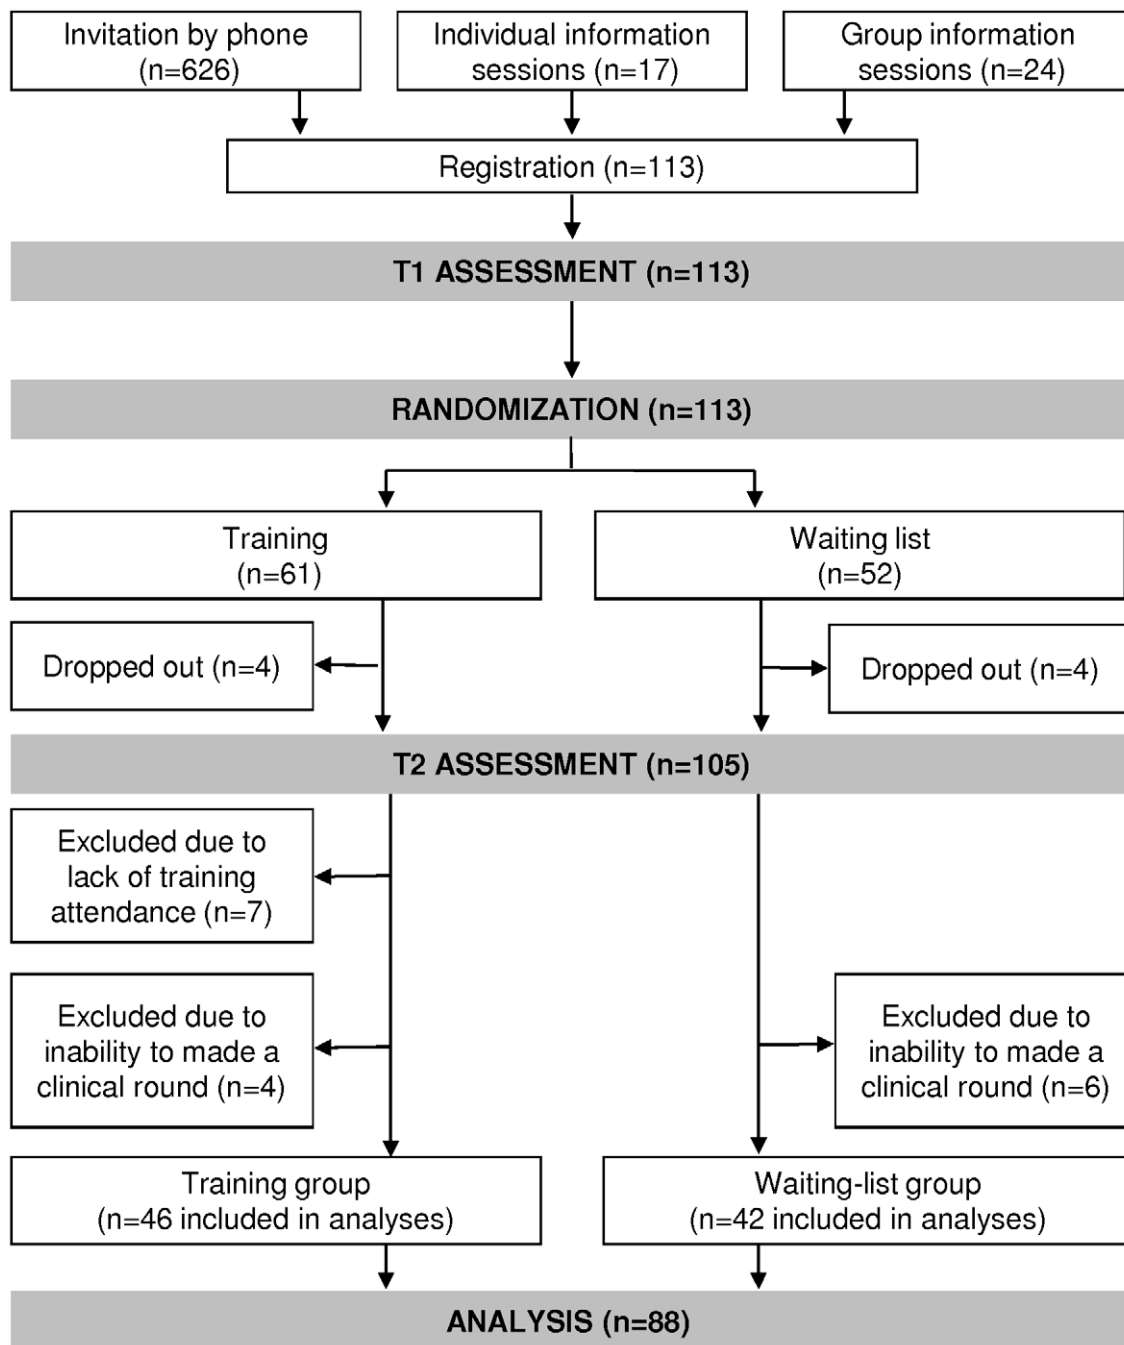 Invitation by phone
(n=626)
Individual information
sessions (n=17)
Group information
sessions (n=24)
Registration (n=113)
T1 ASSESSMENT (n=113)
RANDOMIZATION (n=113)
Training
(n=61)
Waiting list
(n=52)
Dropped out (n=4)
Dropped out (n=4)
T2 ASSESSMENT (n=105)
Excluded due to
lack of training
attendance (n=7)
Excluded due to
inability to made a
clinical round (n=4)
Excluded due to
inability to made a
clinical round (n=6)
Training group
(n=46 included in analyses)
Waiting-list group
(n=42 included in analyses)
ANALYSIS (n=88)